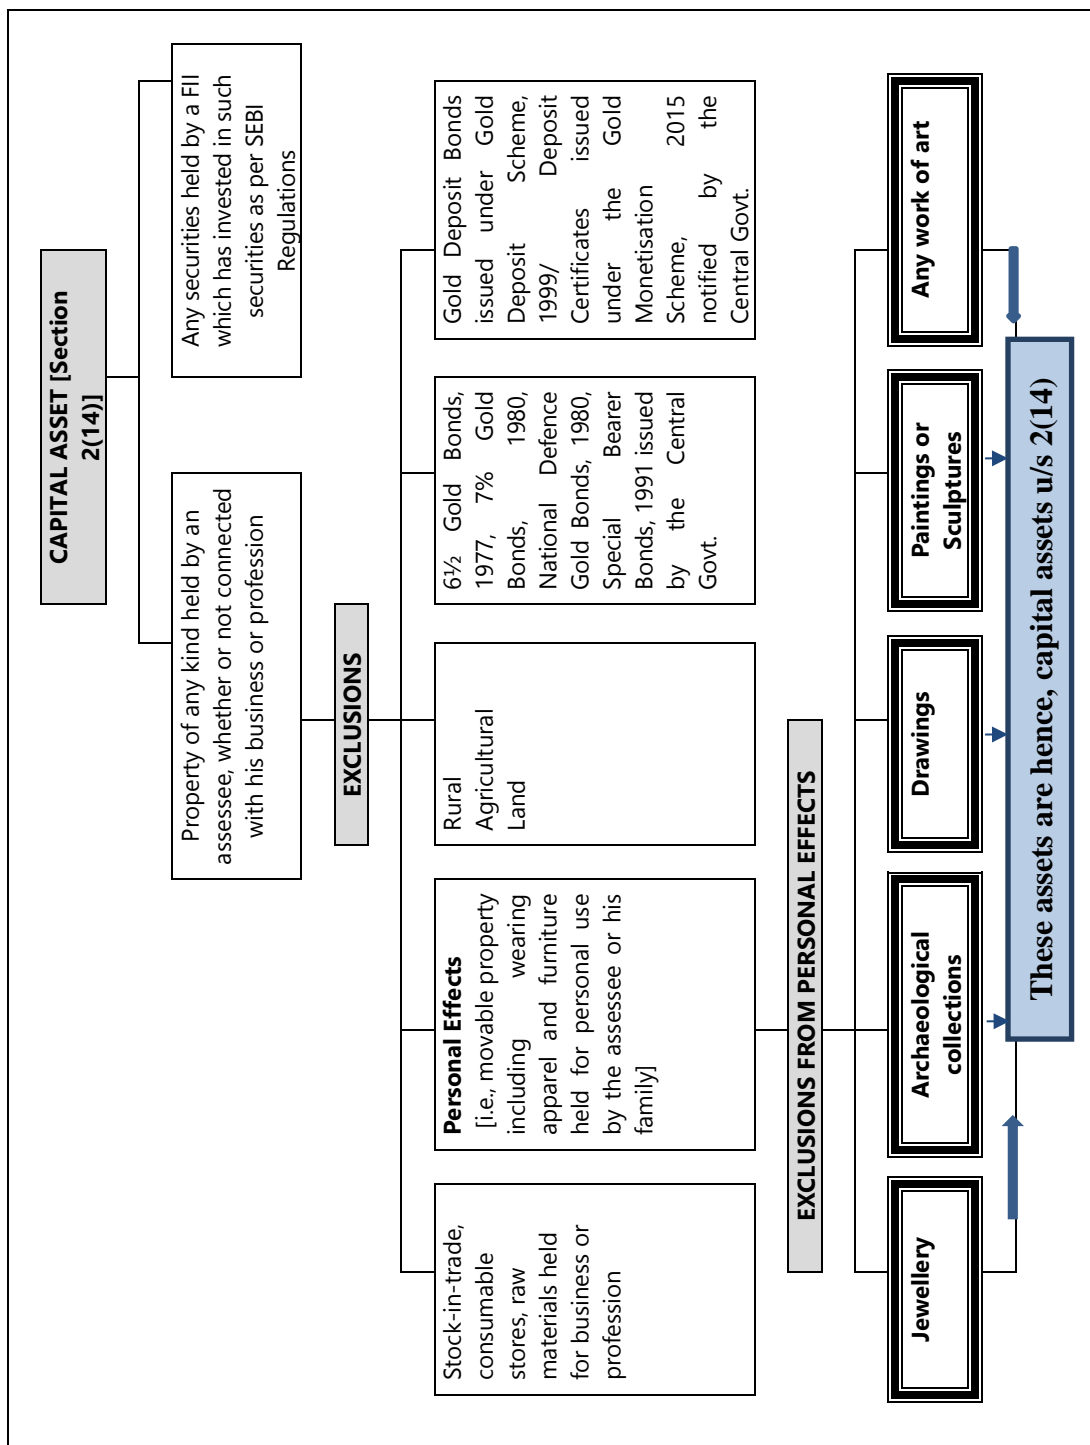 CAPITAL ASSET [Section
2(14)]
Property of any kind held by an
assessee, whether or not connected
with his business or profession
Any securities held by a FII
which has invested in such
securities as per SEBI
Regulations
EXCLUSIONS
Stock-in-trade,
consumable
stores, raw
materials held
for business or
profession
Personal Effects
[i.e., movable property
including wearing
apparel and furniture
held for personal use
by the assessee or his
family]
Rural
Agricultural
Land
6½ Gold Bonds,
1977, 7% Gold
Bonds, 1980,
National Defence
Gold Bonds, 1980,
Special Bearer
Bonds, 1991 issued
by the Central
Govt.
Gold Deposit Bonds
issued under Gold
Deposit Scheme,
1999/ Deposit
Certificates issued
under the Gold
Monetisation
Scheme, 2015
notified by the
Central Govt.
EXCLUSIONS FROM PERSONAL EFFECTS
Jewellery
Archaeological
collections
Drawings
Paintings or
Sculptures
Any work of art
These assets are hence, capital assets u/s 2(14)